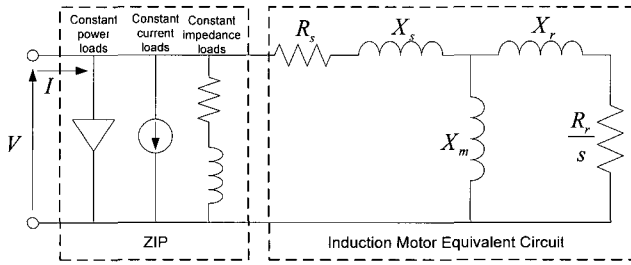 Constant power loads
Constant current loads
Constant impedance loads
R_s
X_s
X_r
I
V
X_m
R_r
s
ZIP
Induction Motor Equivalent Circuit